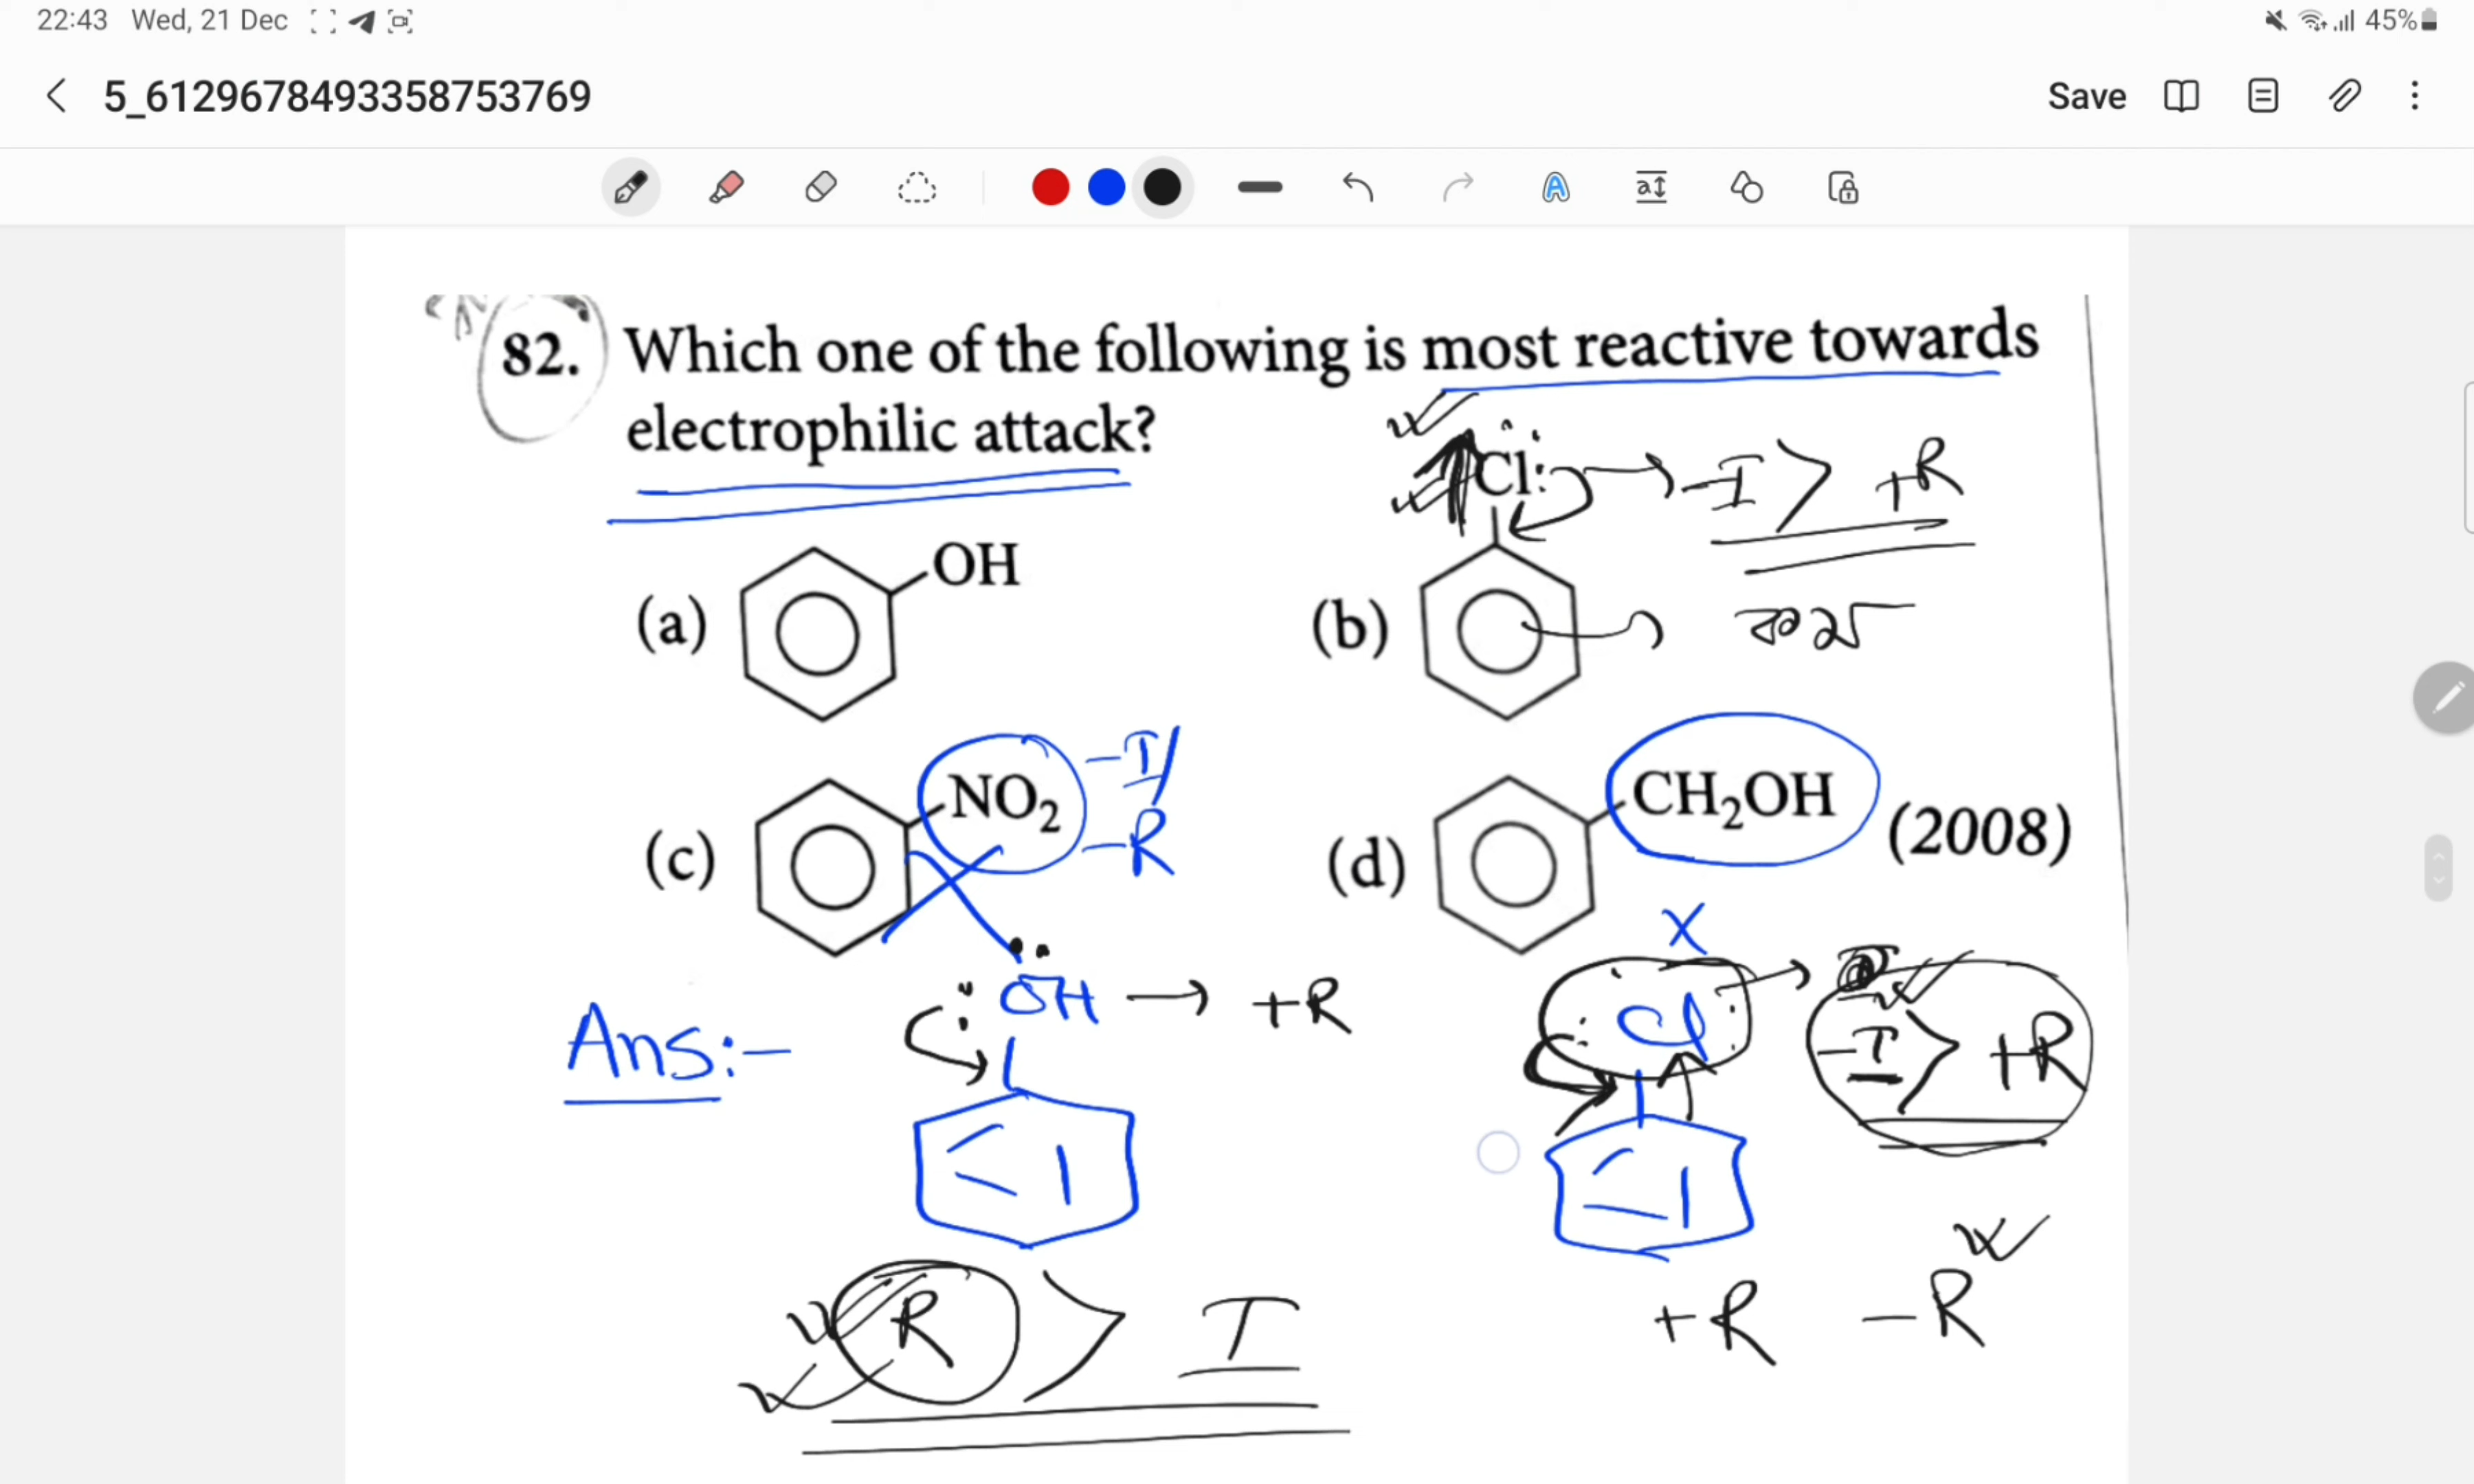 22:43 Wed, 21 Dec
45%
5_6129678493358753769
Save
82. Which one of the following is most reactive towards
electrophilic attack?
Cl: → -I > +R
(a) OH
(b)
(c) NO2 -I
-R
(d) CH2OH (2008)
X
Ans:-
OH → +R
Cl → -I > +R
R > I
+R -R